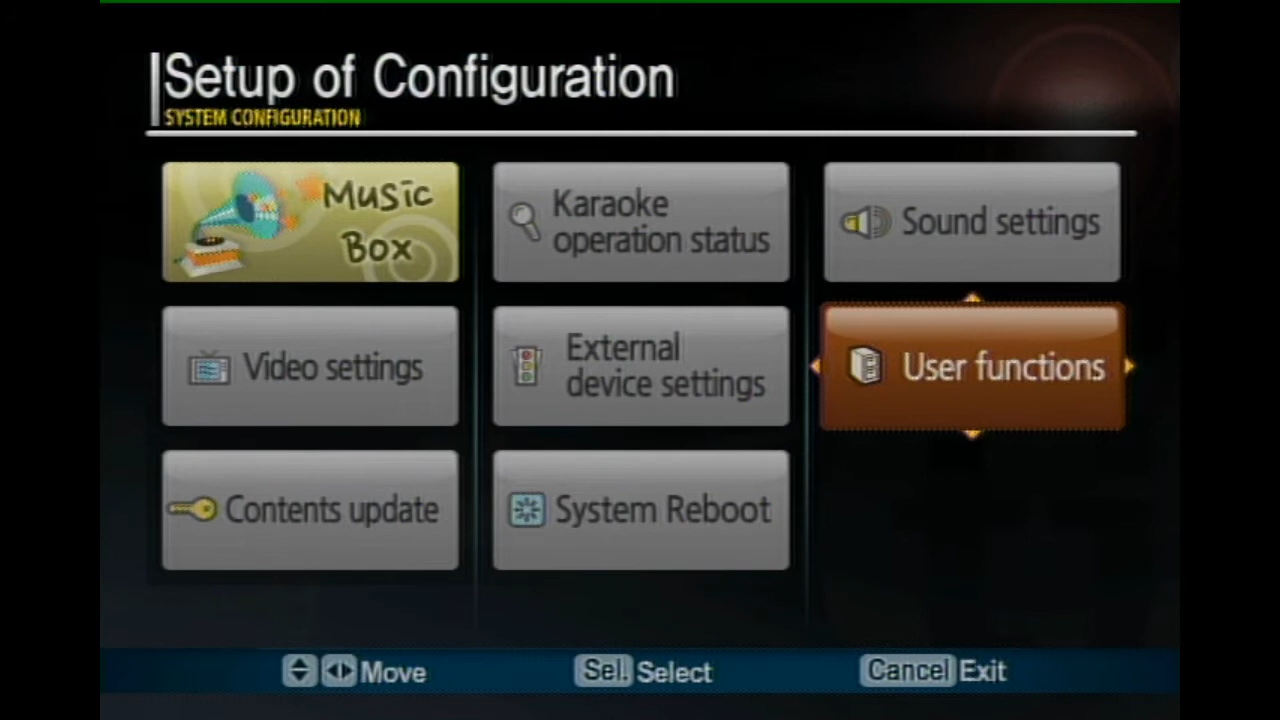 Setup of Configuration
SYSTEM CONFIGURATION
Music
Box
Karaoke
operation status
Sound settings
Video settings
External
device settings
User functions
Contents update
System Reboot
Move
Sel. Select
Cancel Exit